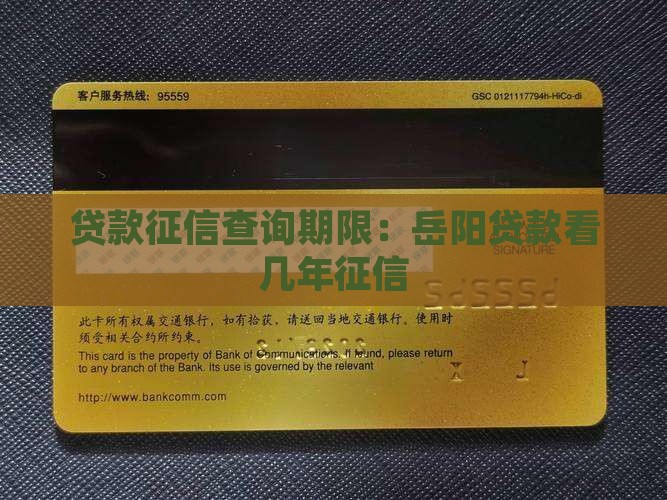 客户服务热线：95559
GSC 0121117794h-HiCo-di
贷款征信查询期限：岳阳贷款看
几年征信
SIGNATURE
此卡所有权属交通银行，如有拾获，请送回当地交通银行。使用时
须受相关合约所约束。
This card is the property of Bank of Communications. If found, please return
to any branch of the Bank. Its use is governed by the relevant
http://www.bankcomm.com